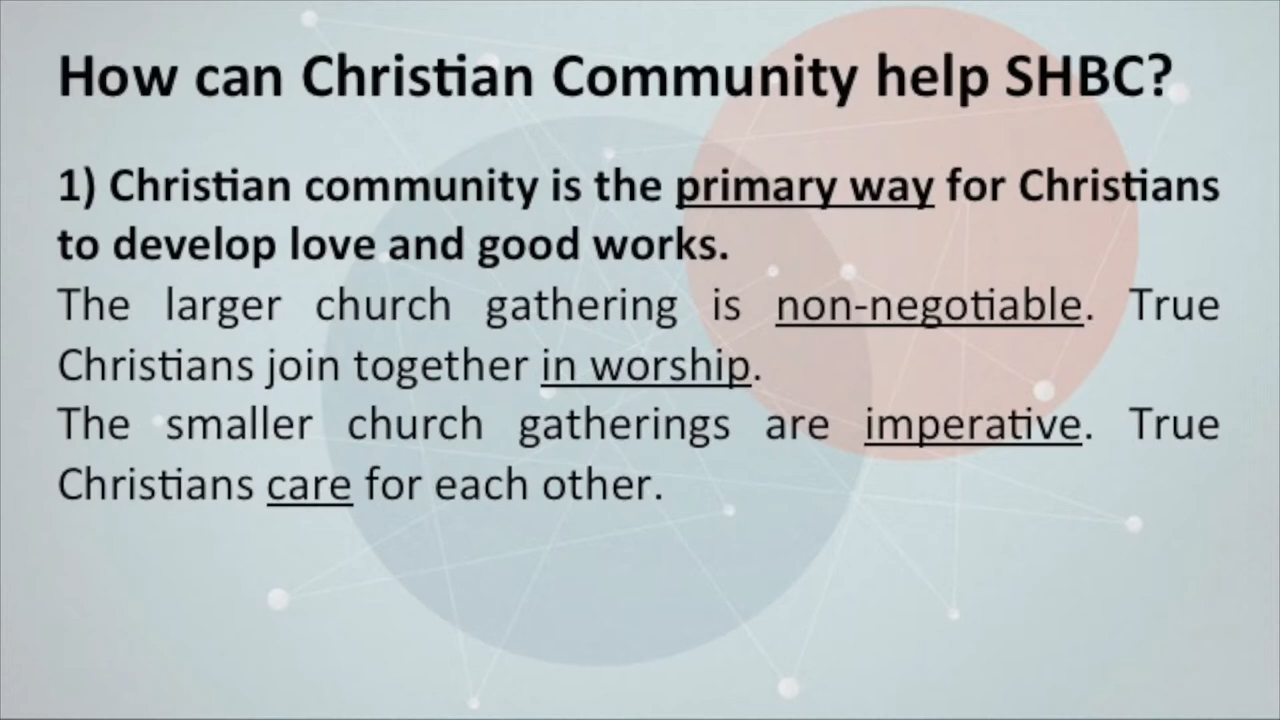 How can Christian Community help SHBC?
1) Christian community is the primary way for Christians
to develop love and good works.
The larger church gathering is non-negotiable. True
Christians join together in worship.
The smaller church gatherings are imperative. True
Christians care for each other.